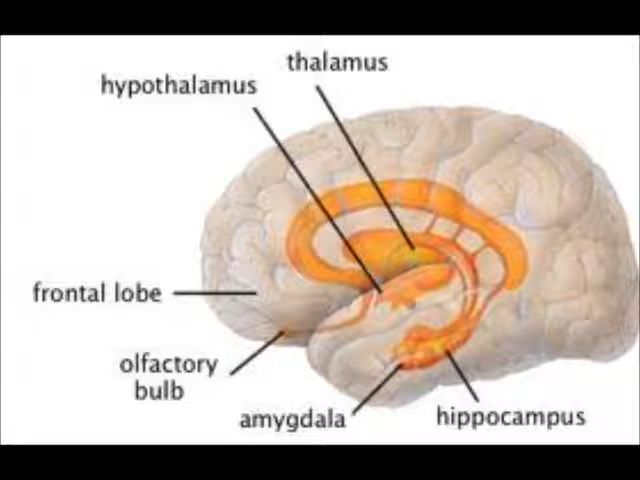 thalamus
hypothalamus
frontal lobe
olfactory
bulb
amygdala
hippocampus